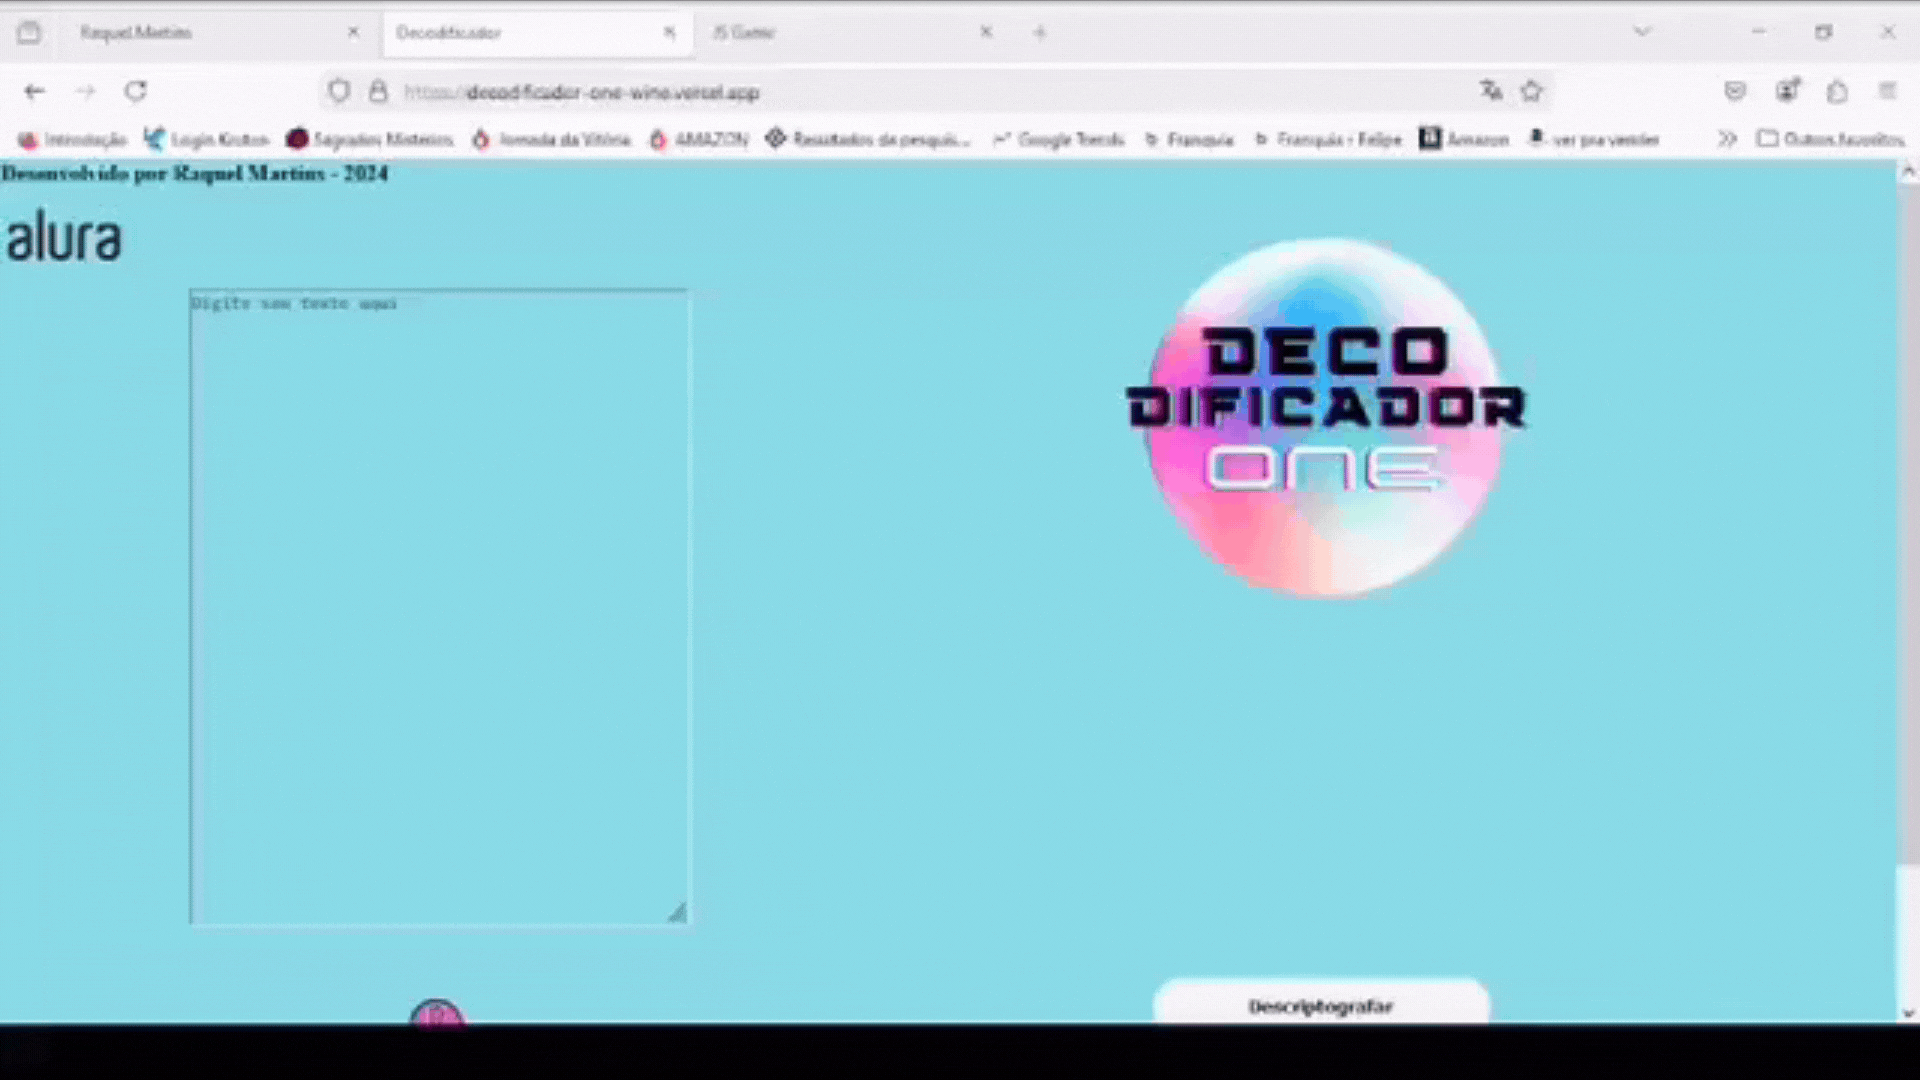 Raquel Martins
Decodificador
JS Game
https://decodificador-one-wine.vercel.app
Introdução
Login Kroton
Sagrados Misterios
Jornada da Vitória
AMAZON
Resultados da pesquis...
Google Trends
Franquia
Franquia - Felipe
Amazon
ver pra vender
Outros favoritos
Desenvolvido por Raquel Martins - 2024
alura
Digite seu texto aqui
DECO
DIFICADOR
ONE
Descriptografar